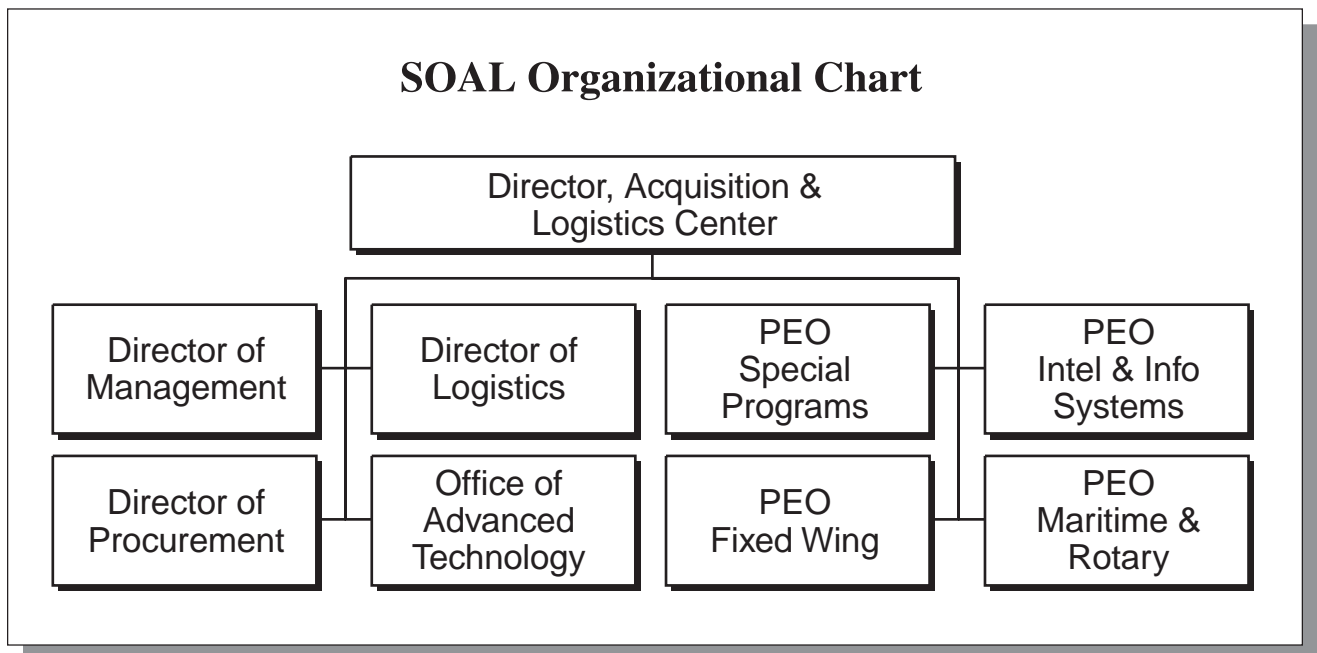 SOAL Organizational Chart
Director, Acquisition &
Logistics Center
Director of
Management
Director of
Logistics
PEO
Special
Programs
PEO
Intel & Info
Systems
Director of
Procurement
Office of
Advanced
Technology
PEO
Fixed Wing
PEO
Maritime &
Rotary